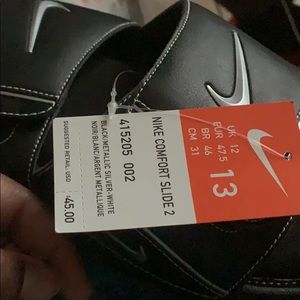 NIKE COMFORT SLIDE 2
415205 002
BLACK/METALLIC SILVER-WHITE
NOIR/BLANC/ARGENT METALLIQUE
SUGGESTED RETAIL, USD
45.00
UK 12
EUR 47.5
BR 46
CM 31
13